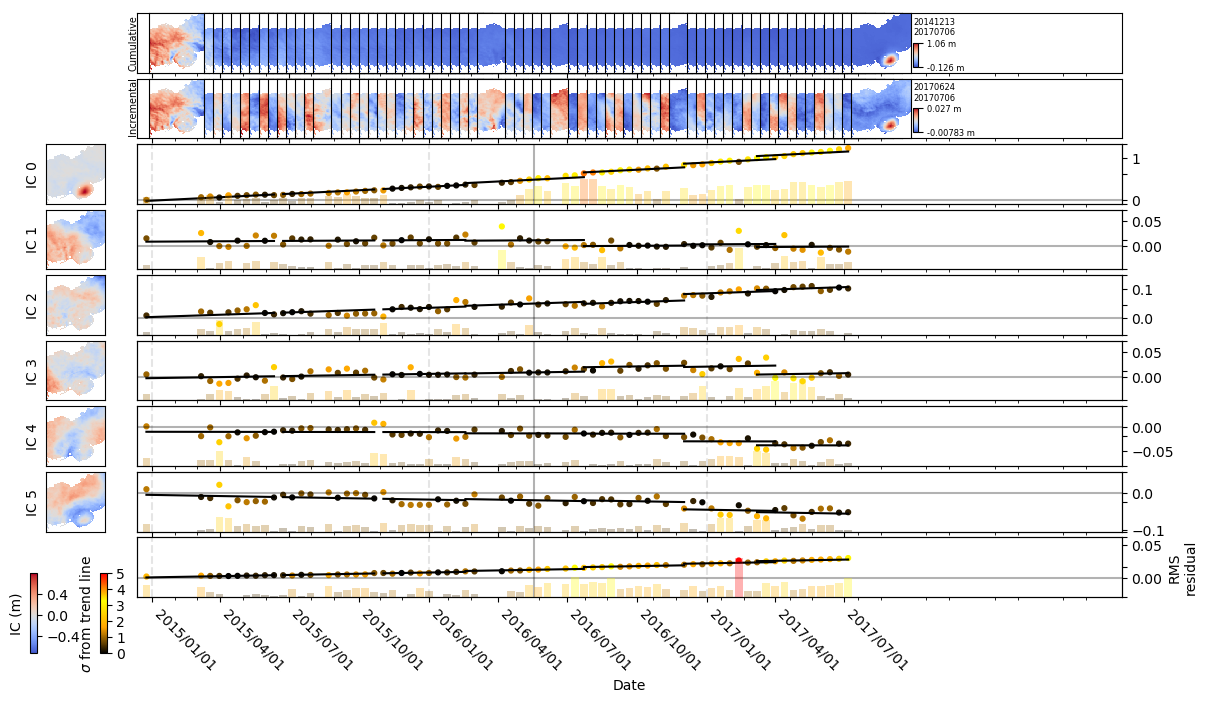 Cumulative
20141213
20170706
1.06 m
-0.126 m
Incremental
20170624
20170706
0.027 m
-0.00783 m
IC 0
1
0
IC 1
0.05
0.00
IC 2
0.1
0.0
IC 3
0.05
0.00
IC 4
0.00
−0.05
IC 5
0.0
−0.1
0.05
0.00
RMS
residual
IC (m)
0.4
0.0
−0.4
σ from trend line
5
4
3
2
1
0
2015/01/01
2015/04/01
2015/07/01
2015/10/01
2016/01/01
2016/04/01
2016/07/01
2016/10/01
2017/01/01
2017/04/01
2017/07/01
Date